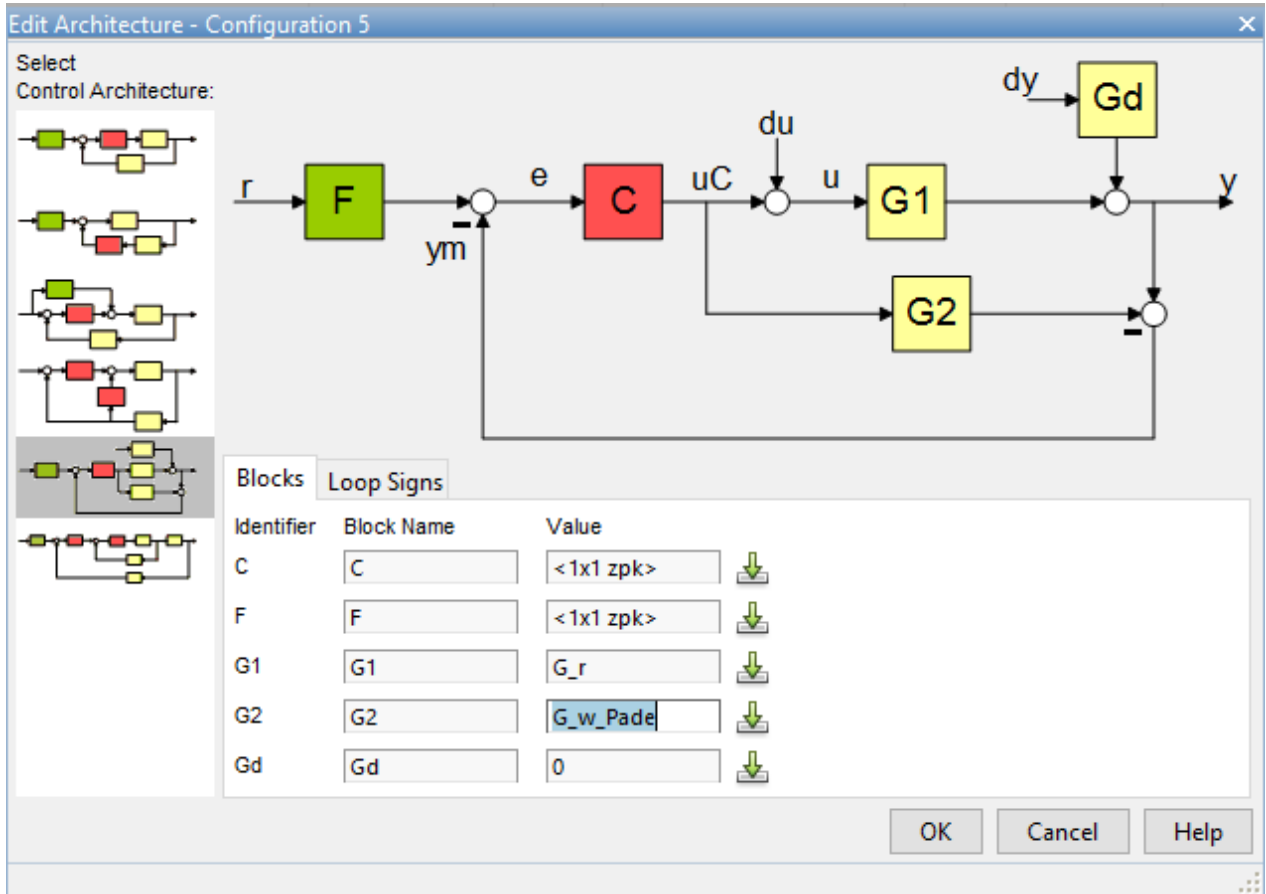 Edit Architecture - Configuration 5
Select
Control Architecture:
dy
Gd
du
r
F
e
C
uC
u
G1
y
ym
G2
Blocks
Loop Signs
Identifier Block Name Value
C C <1x1 zpk>
F F <1x1 zpk>
G1 G1 G_r
G2 G2 G_w_Pade
Gd Gd 0
OK Cancel Help